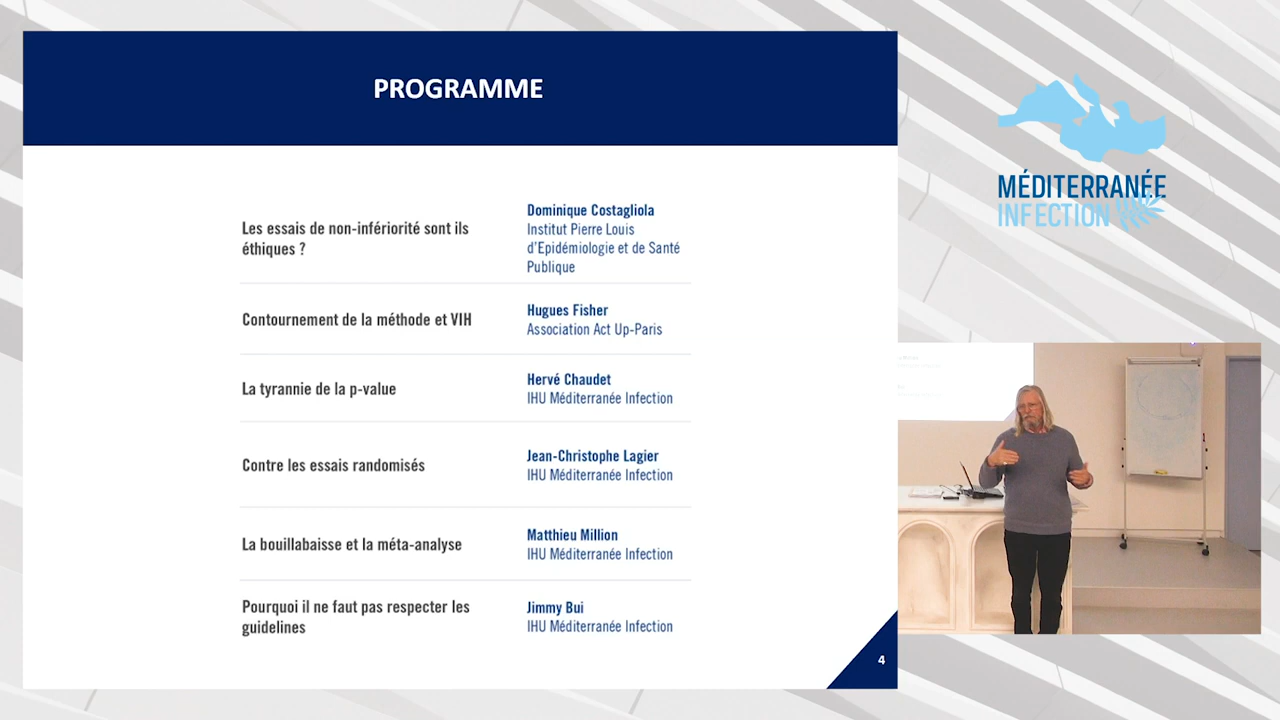 PROGRAMME
Les essais de non-infériorité sont ils
éthiques ?
Dominique Costagliola
Institut Pierre Louis
d'Epidémiologie et de Santé
Publique
Contournement de la méthode et VIH
Hugues Fisher
Association Act Up-Paris
La tyrannie de la p-value
Hervé Chaudet
IHU Méditerranée Infection
Contre les essais randomisés
Jean-Christophe Lagier
IHU Méditerranée Infection
La bouillabaisse et la méta-analyse
Matthieu Million
IHU Méditerranée Infection
Pourquoi il ne faut pas respecter les
guidelines
Jimmy Bui
IHU Méditerranée Infection
4
MÉDITERRANÉE
INFECTION